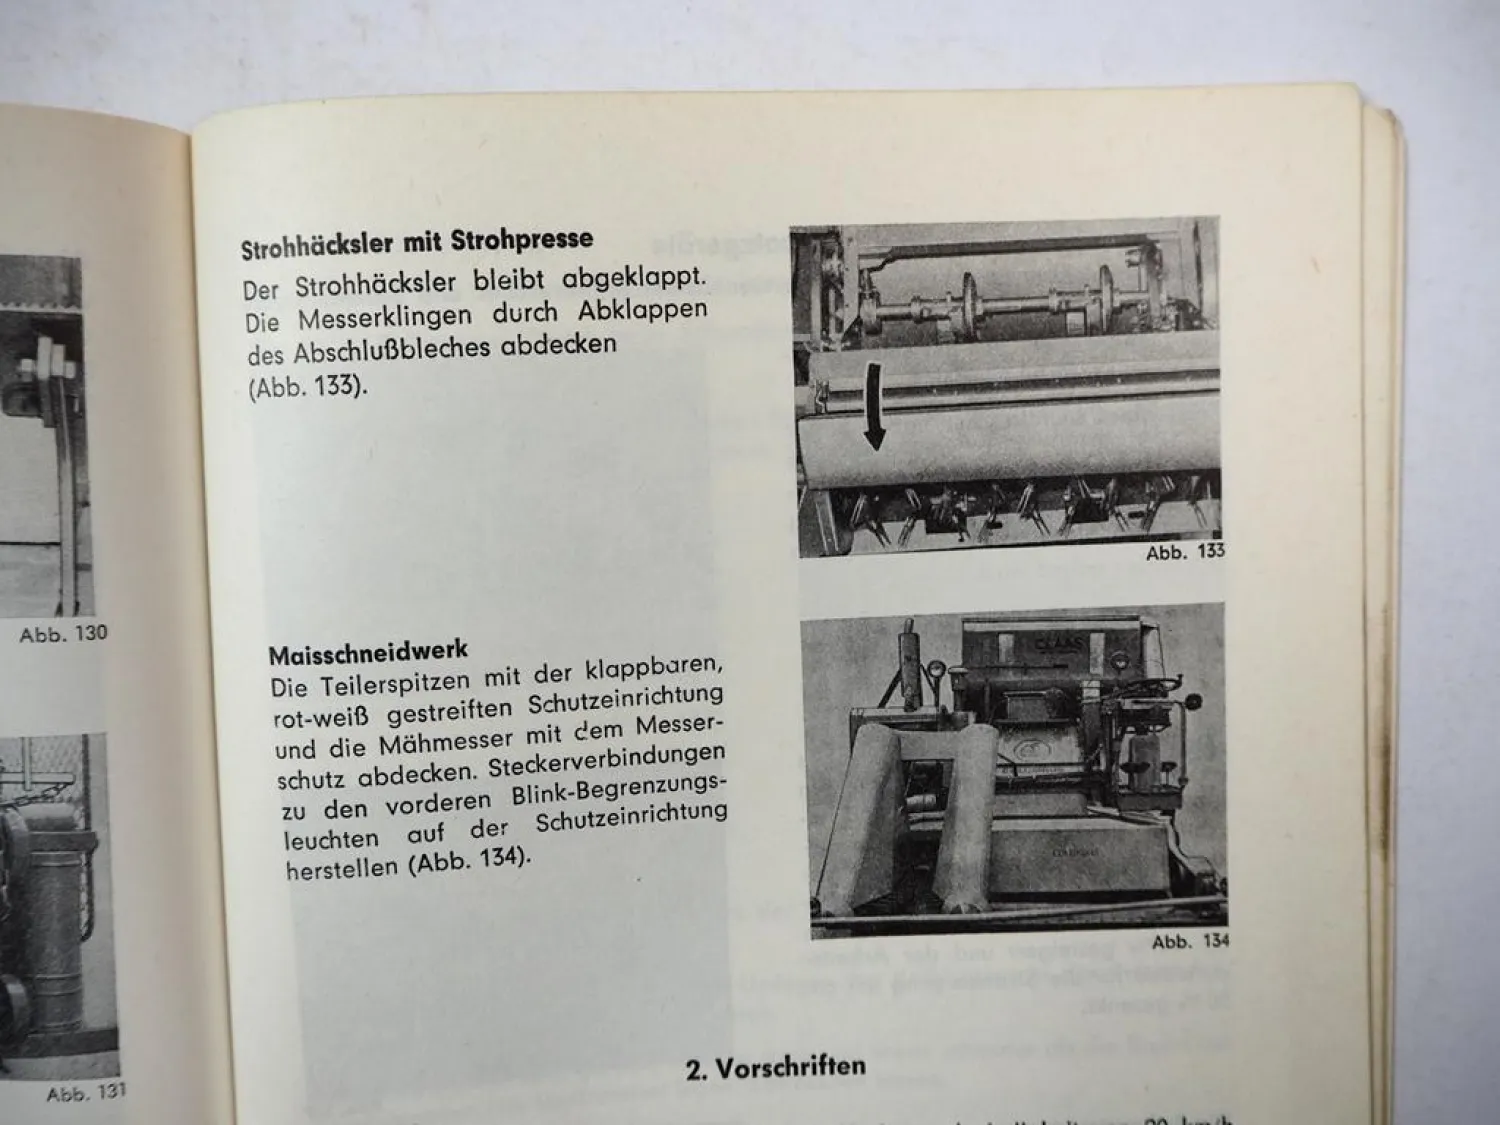 Abb. 130
Abb. 131
Strohhäcksler mit Strohpresse
Der Strohhäcksler bleibt abgeklappt.
Die Messerklingen durch Abklappen
des Abschlußbleches abdecken
(Abb. 133).
Abb. 133
Maisschneidwerk
Die Teilerspitzen mit der klappbaren,
rot-weiß gestreiften Schutzeinrichtung
und die Mähmesser mit dem Messer-
schutz abdecken. Steckerverbindungen
zu den vorderen Blink-Begrenzungs-
leuchten auf der Schutzeinrichtung
herstellen (Abb. 134).
CLAAS
Abb. 134
2. Vorschriften
20 km/h